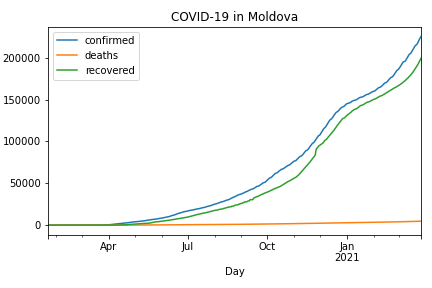 COVID-19 in Moldova
confirmed
deaths
recovered
200000
150000
100000
50000
0
Apr Jul Oct Jan
2021
Day